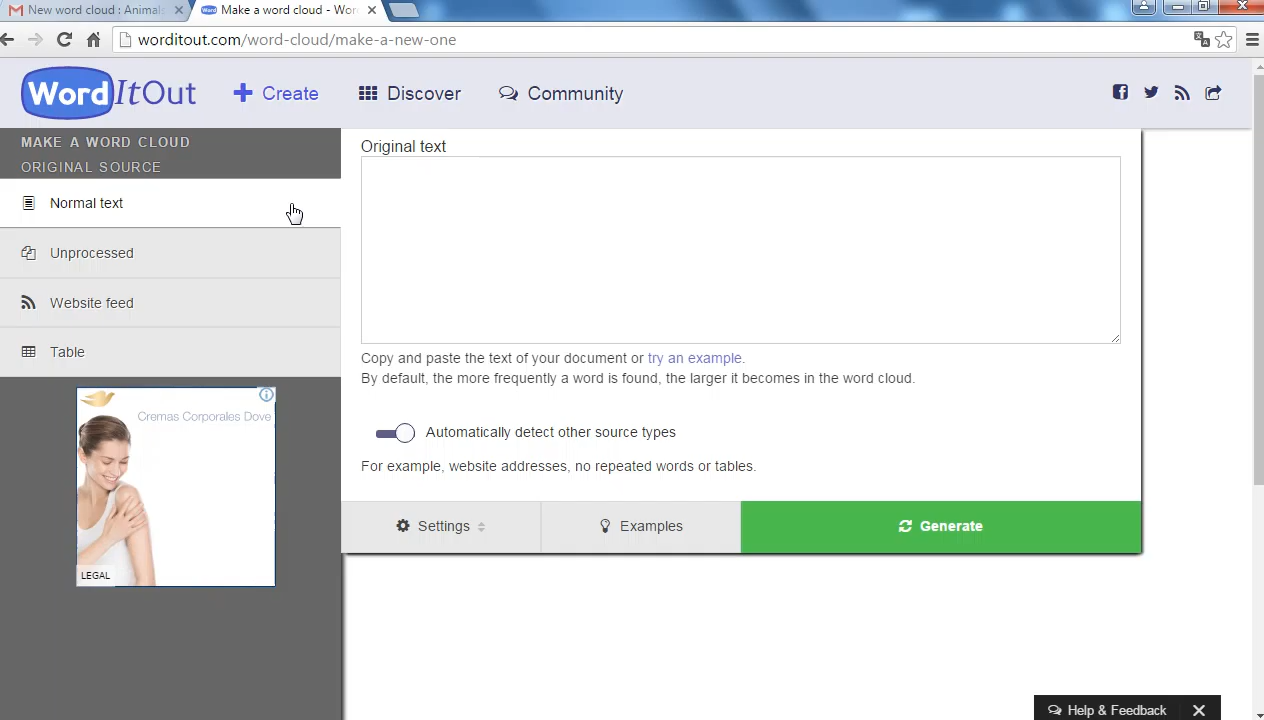 New word cloud : Animals
Make a word cloud - Wor
worditout.com/word-cloud/make-a-new-one
WordItOut
Create
Discover
Community
MAKE A WORD CLOUD
ORIGINAL SOURCE
Normal text
Unprocessed
Website feed
Table
Cremas Corporales Dove
LEGAL
Original text
Copy and paste the text of your document or try an example.
By default, the more frequently a word is found, the larger it becomes in the word cloud.
Automatically detect other source types
For example, website addresses, no repeated words or tables.
Settings
Examples
Generate
Help & Feedback